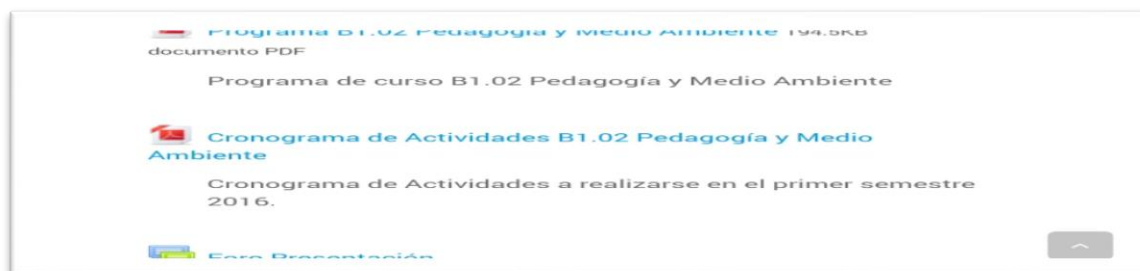 Programa B1.02 Pedagogía y Medio Ambiente 194.5KB
documento PDF
Programa de curso B1.02 Pedagogía y Medio Ambiente
Cronograma de Actividades B1.02 Pedagogía y Medio
Ambiente
Cronograma de Actividades a realizarse en el primer semestre
2016.
Foro Presentación